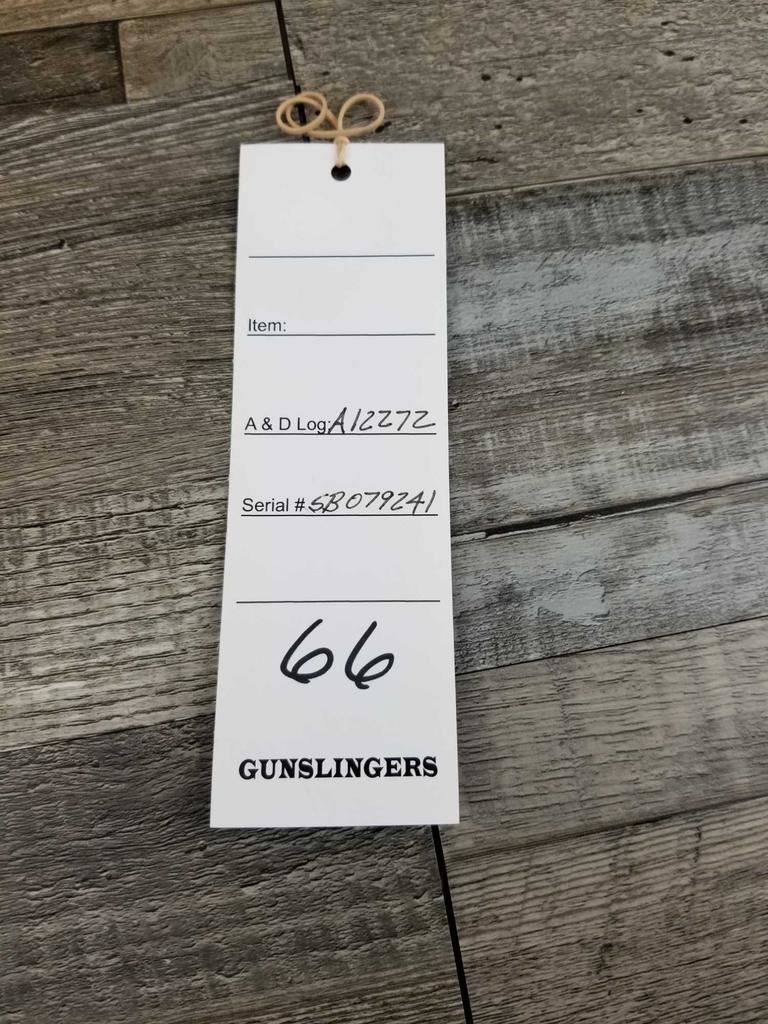 Item:
A & D Log: A12272
Serial # SB079241
66
GUNSLINGERS